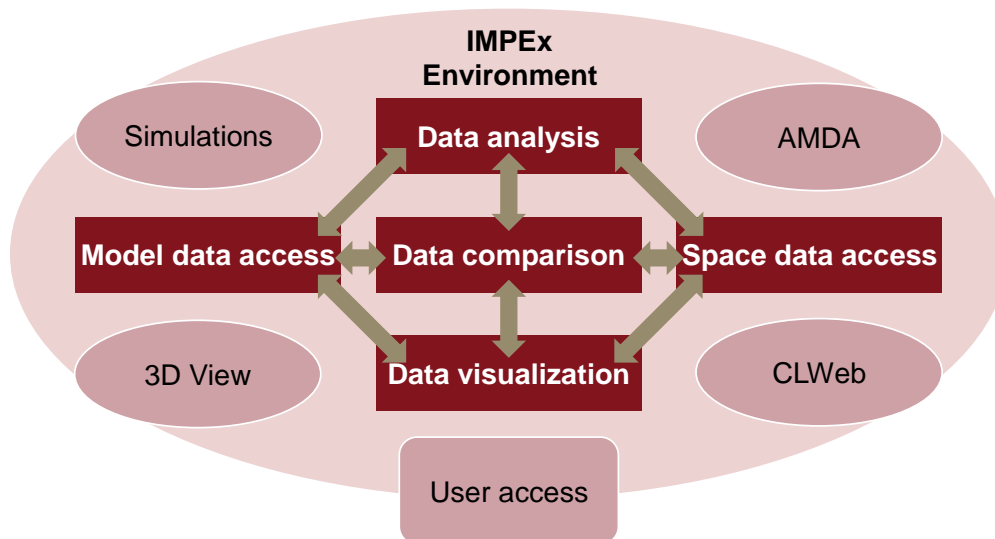 IMPEx
Environment
Simulations
Data analysis
AMDA
Model data access
Data comparison
Space data access
3D View
Data visualization
CLWeb
User access